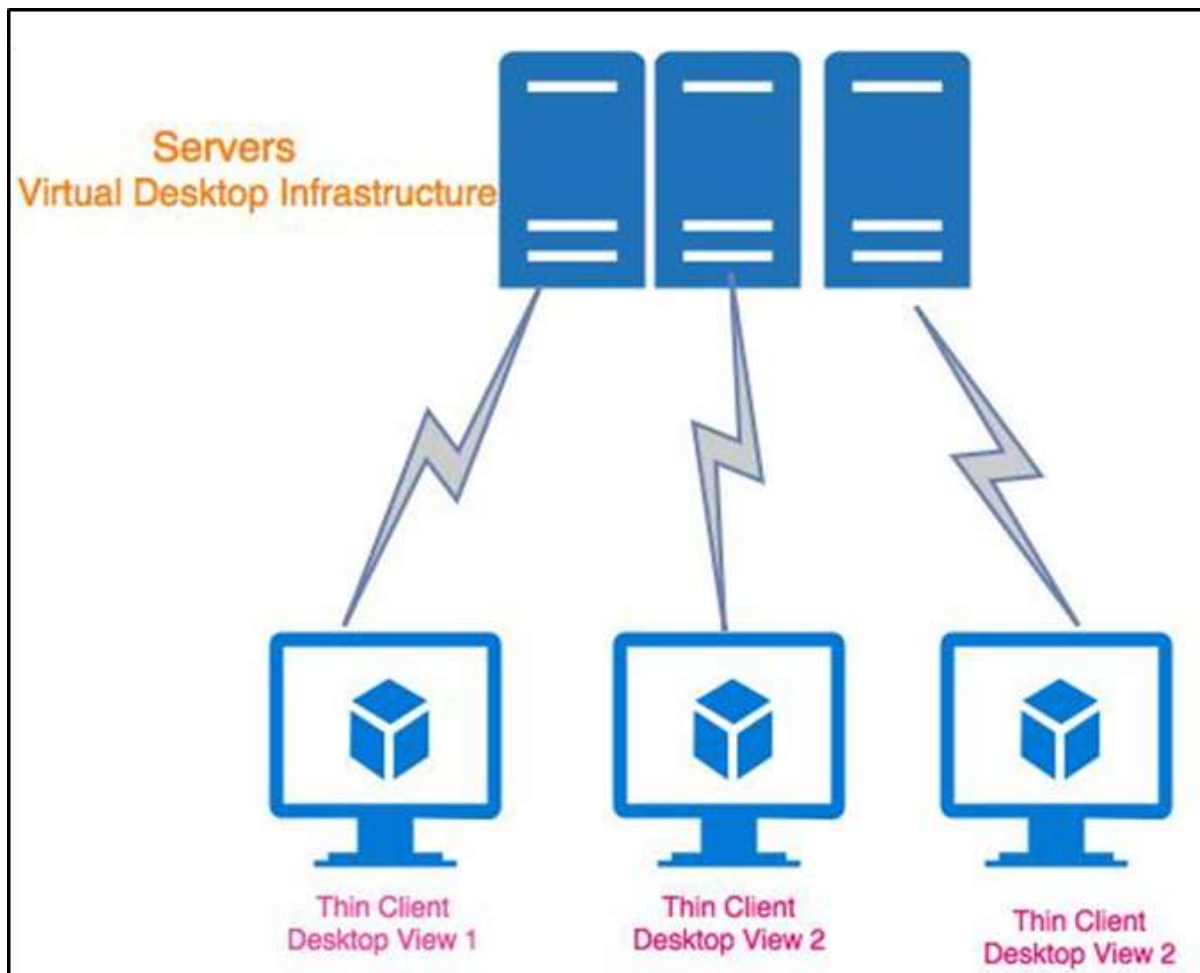 Servers
Virtual Desktop Infrastructure
Thin Client
Desktop View 1
Thin Client
Desktop View 2
Thin Client
Desktop View 2